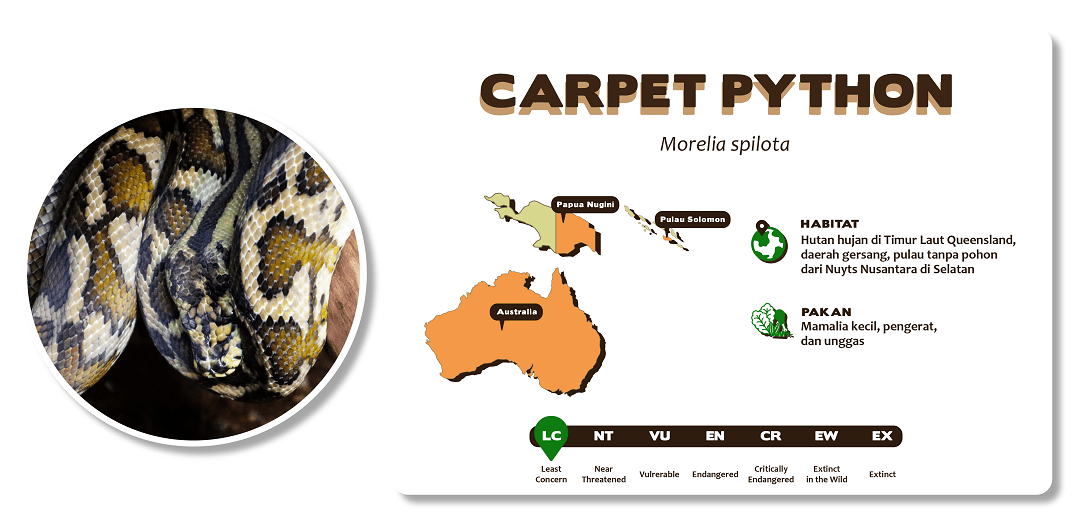 CARPET PYTHON
Morelia spilota
Papua Nugini
Pulau Solomon
Australia
HABITAT
Hutan hujan di Timur Laut Queensland,
daerah gersang, pulau tanpa pohon
dari Nuyts Nusantara di Selatan
PAKAN
Mamalia kecil, pengerat,
dan unggas
LC NT VU EN CR EW EX
Least Concern
Near Threatened
Vulrerable
Endangered
Critically Endangered
Extinct in the Wild
Extinct